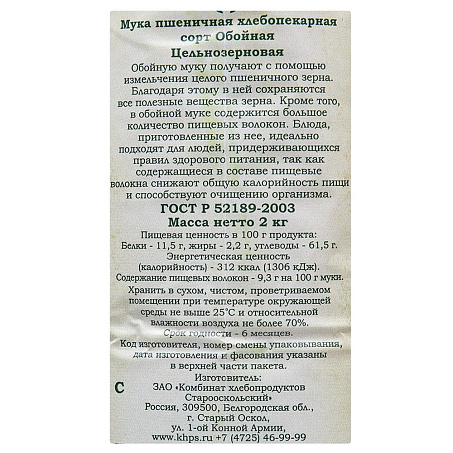 Мука пшеничная хлебопекарная
сорт Обойная
Цельнозерновая
Обойную муку получают с помощью
измельчения целого пшеничного зерна.
Благодаря этому в ней сохраняются
все полезные вещества зерна. Кроме того,
в обойной муке содержится большое
количество пищевых волокон. Блюда,
приготовленные из нее, идеально
подходят для людей, придерживающихся
правил здорового питания, так как
содержащиеся в составе пищевые
волокна снижают общую калорийность пищи
и способствуют очищению организма.
ГОСТ Р 52189-2003
Масса нетто 2 кг
Пищевая ценность в 100 г продукта:
Белки - 11,5 г, жиры - 2,2 г, углеводы - 61,5 г.
Энергетическая ценность
(калорийность) - 312 ккал (1306 кДж).
Содержание пищевых волокон - 9,3 г на 100 г муки.
Хранить в сухом, чистом, проветриваемом
помещении при температуре окружающей
среды не выше 25°С и относительной
влажности воздуха не более 70%.
Срок годности - 6 месяцев.
Код изготовителя, номер смены упаковывания,
дата изготовления и фасования указаны
в верхней части пакета.
Изготовитель:
С
ЗАО «Комбинат хлебопродуктов
Старооскольский»
Россия, 309500, Белгородская обл.,
г. Старый Оскол,
ул. 1-ой Конной Армии,
www.khps.ru +7 (4725) 46-99-99